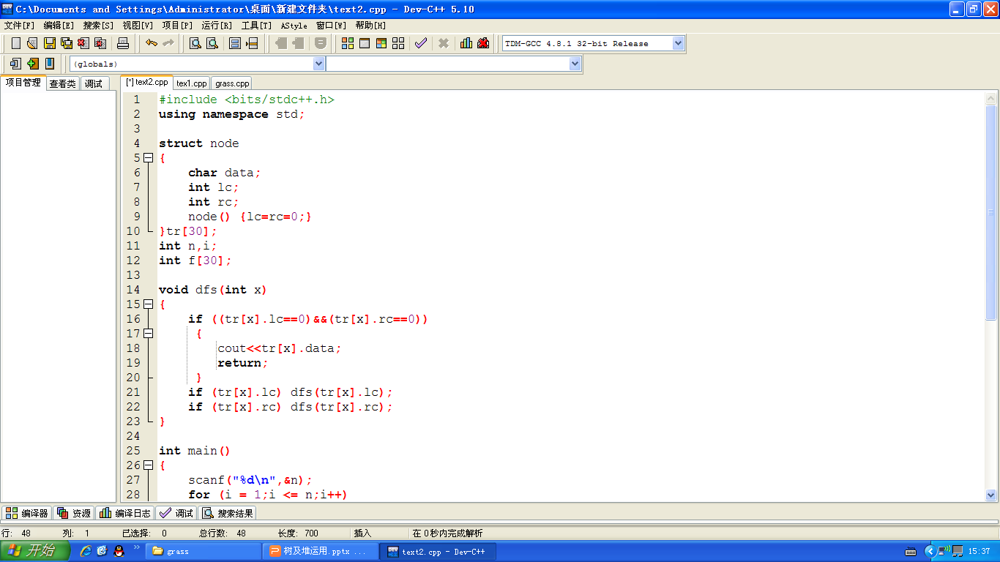 C:\Documents and Settings\Administrator\桌面\新建文件夹\text2.cpp - Dev-C++ 5.10
文件[F] 编辑[E] 搜索[S] 视图[V] 项目[P] 运行[R] 工具[T] AStyle 窗口[W] 帮助[H]
TDM-GCC 4.8.1 32-bit Release
(globals)
项目管理 查看类 调试 [*] text2.cpp tex1.cpp grass.cpp
1 #include <bits/stdc++.h>
2 using namespace std;
3
4 struct node
5 {
6 char data;
7 int lc;
8 int rc;
9 node() {lc=rc=0;}
10 }tr[30];
11 int n,i;
12 int f[30];
13
14 void dfs(int x)
15 {
16 if ((tr[x].lc==0)&&(tr[x].rc==0))
17 {
18 cout<<tr[x].data;
19 return;
20 }
21 if (tr[x].lc) dfs(tr[x].lc);
22 if (tr[x].rc) dfs(tr[x].rc);
23 }
24
25 int main()
26 {
27 scanf("%d\n",&n);
28 for (i = 1;i <= n;i++)
编译器 资源 编译日志 调试 搜索结果
行: 48 列: 1 已选择: 0 总行数: 48 长度: 700 插入 在 0 秒内完成解析
开始 grass 树及堆运用.pptx ... text2.cpp - Dev-C++ 15:37